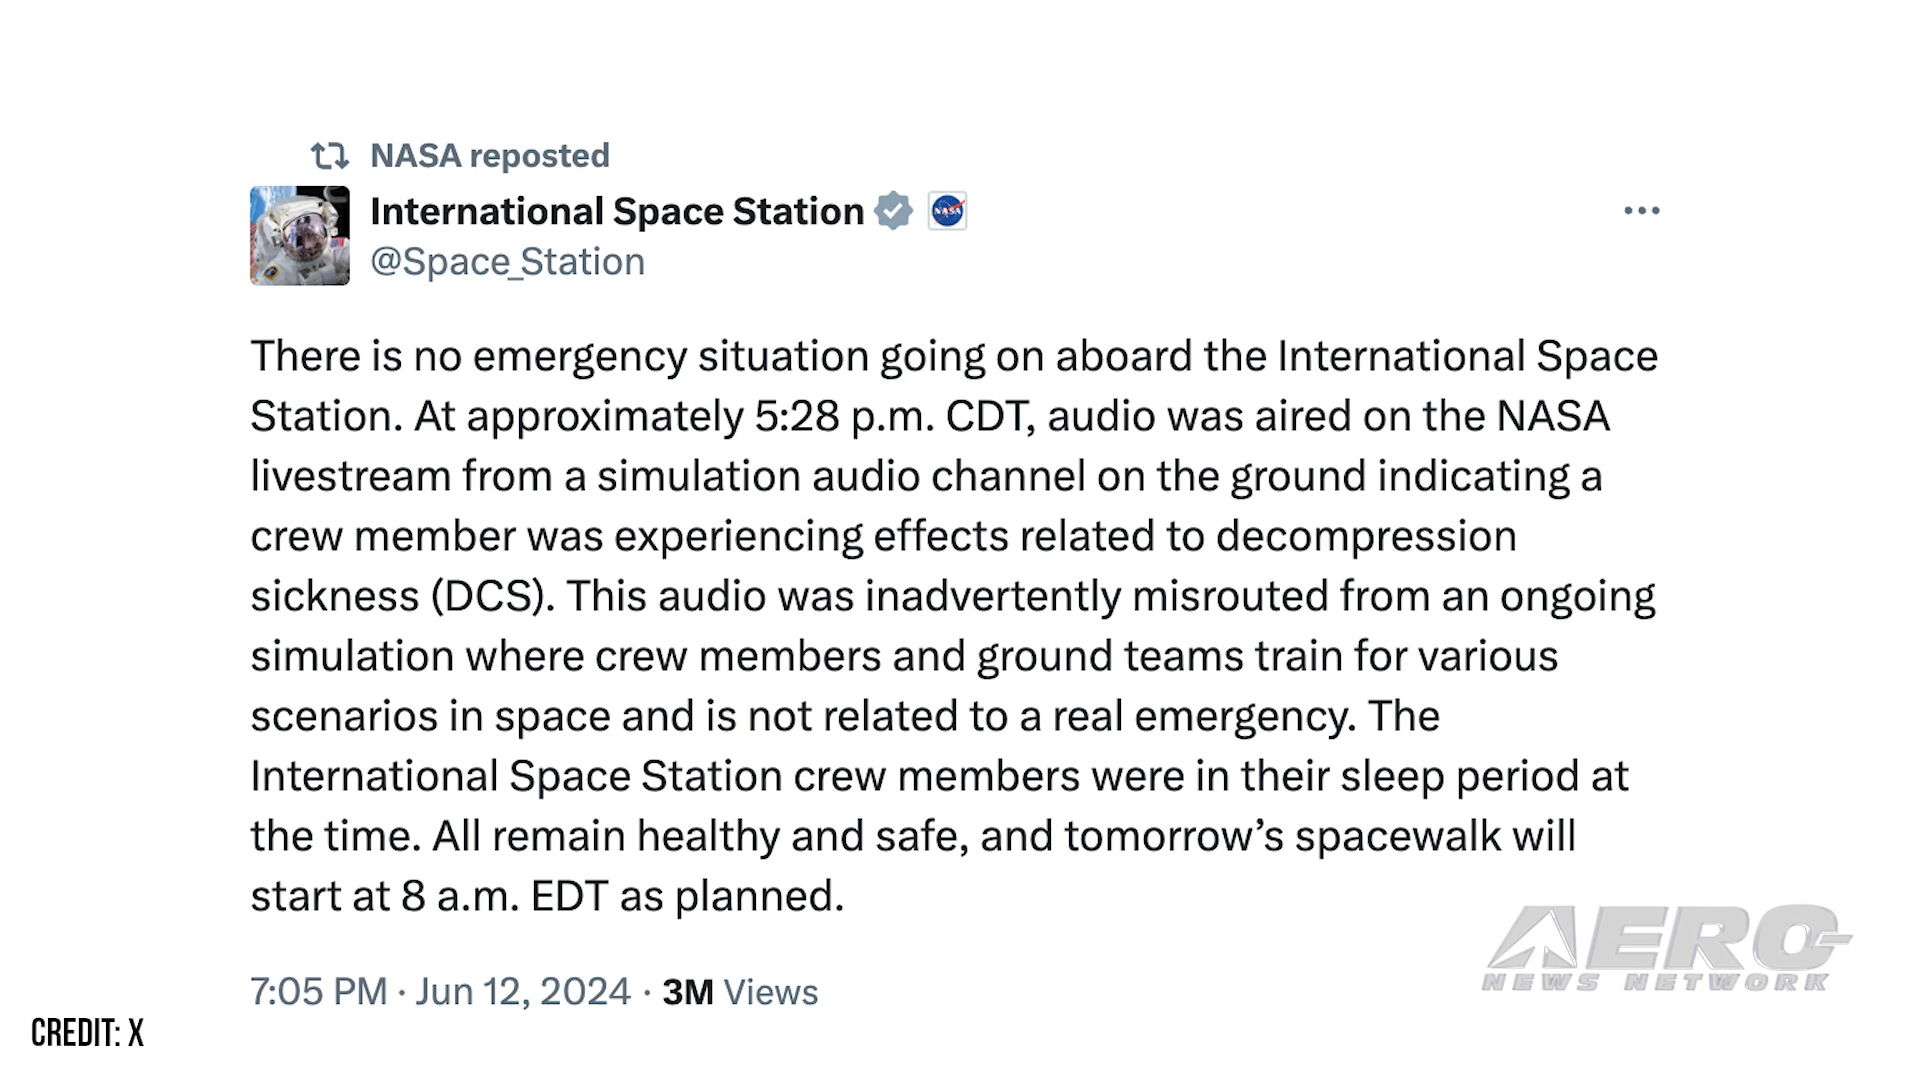 NASA reposted
International Space Station
NASA
@Space_Station
There is no emergency situation going on aboard the International Space
Station. At approximately 5:28 p.m. CDT, audio was aired on the NASA
livestream from a simulation audio channel on the ground indicating a
crew member was experiencing effects related to decompression
sickness (DCS). This audio was inadvertently misrouted from an ongoing
simulation where crew members and ground teams train for various
scenarios in space and is not related to a real emergency. The
International Space Station crew members were in their sleep period at
the time. All remain healthy and safe, and tomorrow’s spacewalk will
start at 8 a.m. EDT as planned.
7:05 PM · Jun 12, 2024 · 3M Views
AERO-
NEWS NETWORK
CREDIT: X